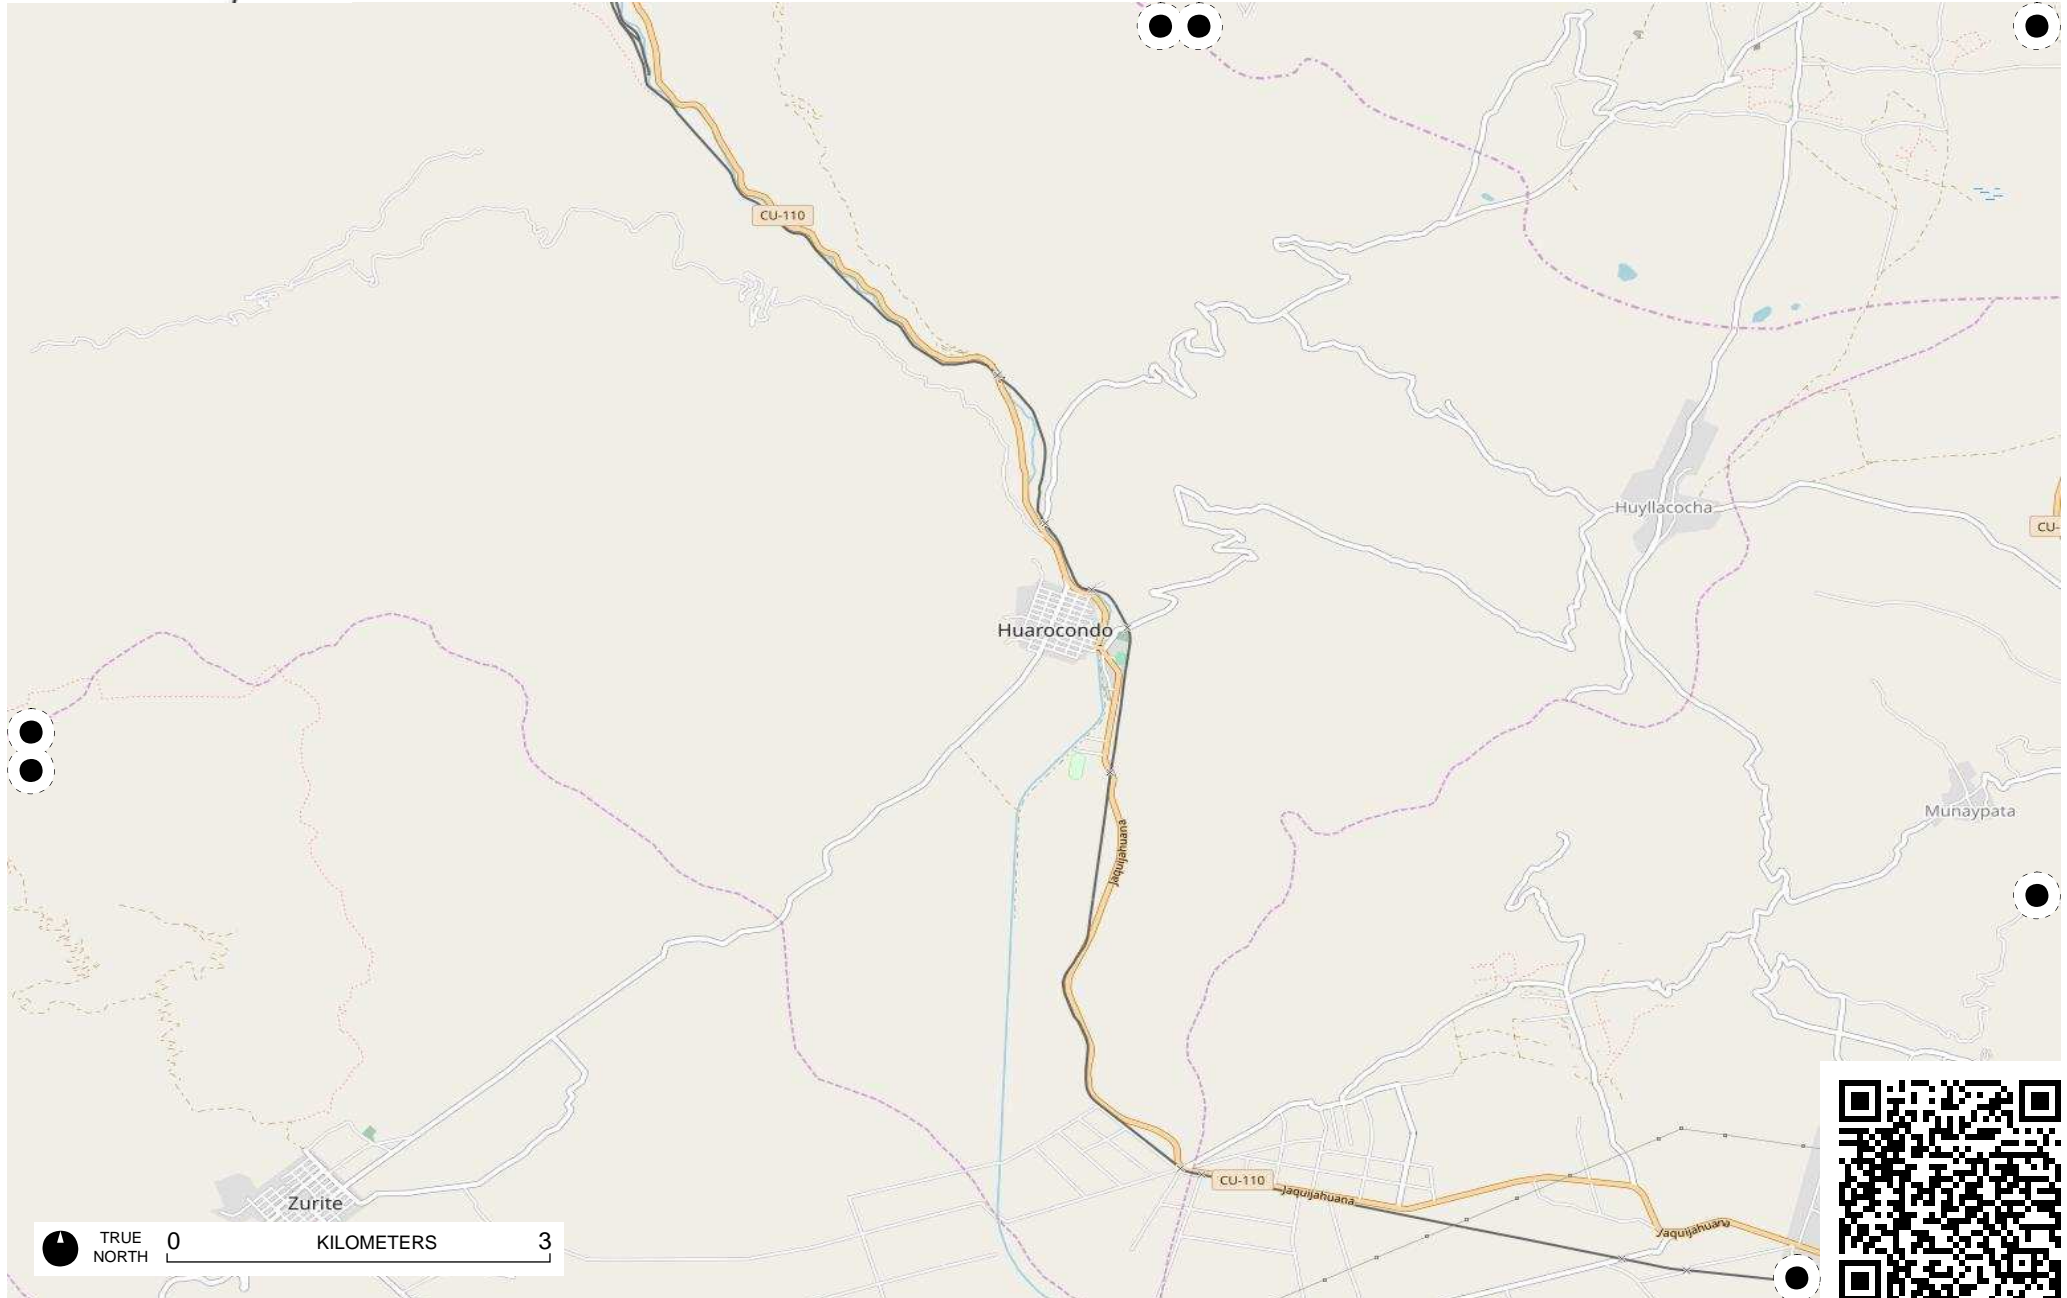 CU-110
Huyllacocha
CU-
Huarocondo
Munaypata
Jaquijahuana
CU-110
Jaquijahuana
Zurite
Jaquijahuana
TRUE
NORTH
0 KILOMETERS 3